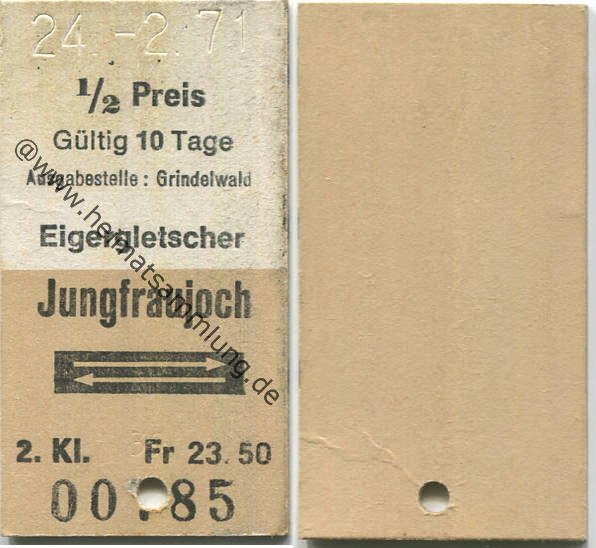 24. -2. 71
1/2 Preis
Gültig 10 Tage
Ausgabestelle : Grindelwald
Eigergletscher
Jungfraujoch
2. Kl. Fr 23.50
85
@www.heimatsammlung.de